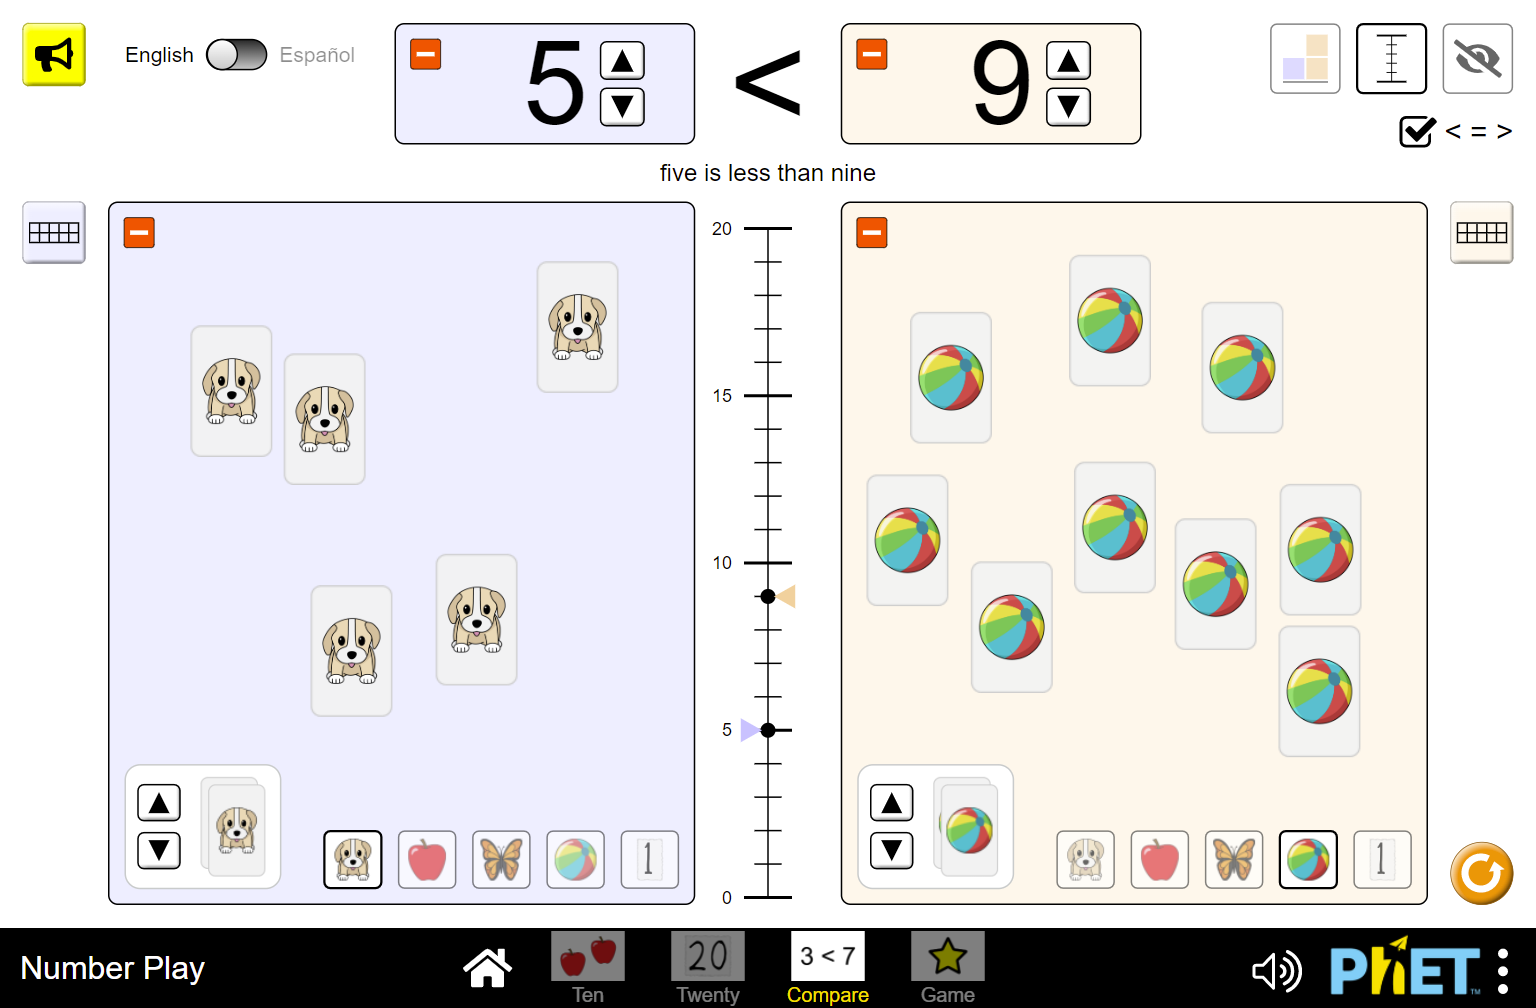 English Español
5 < 9
< = >
five is less than nine
20
15
10
5
0
1
1
Number Play
20
3 < 7
Ten
Twenty
Compare
Game
PhET™